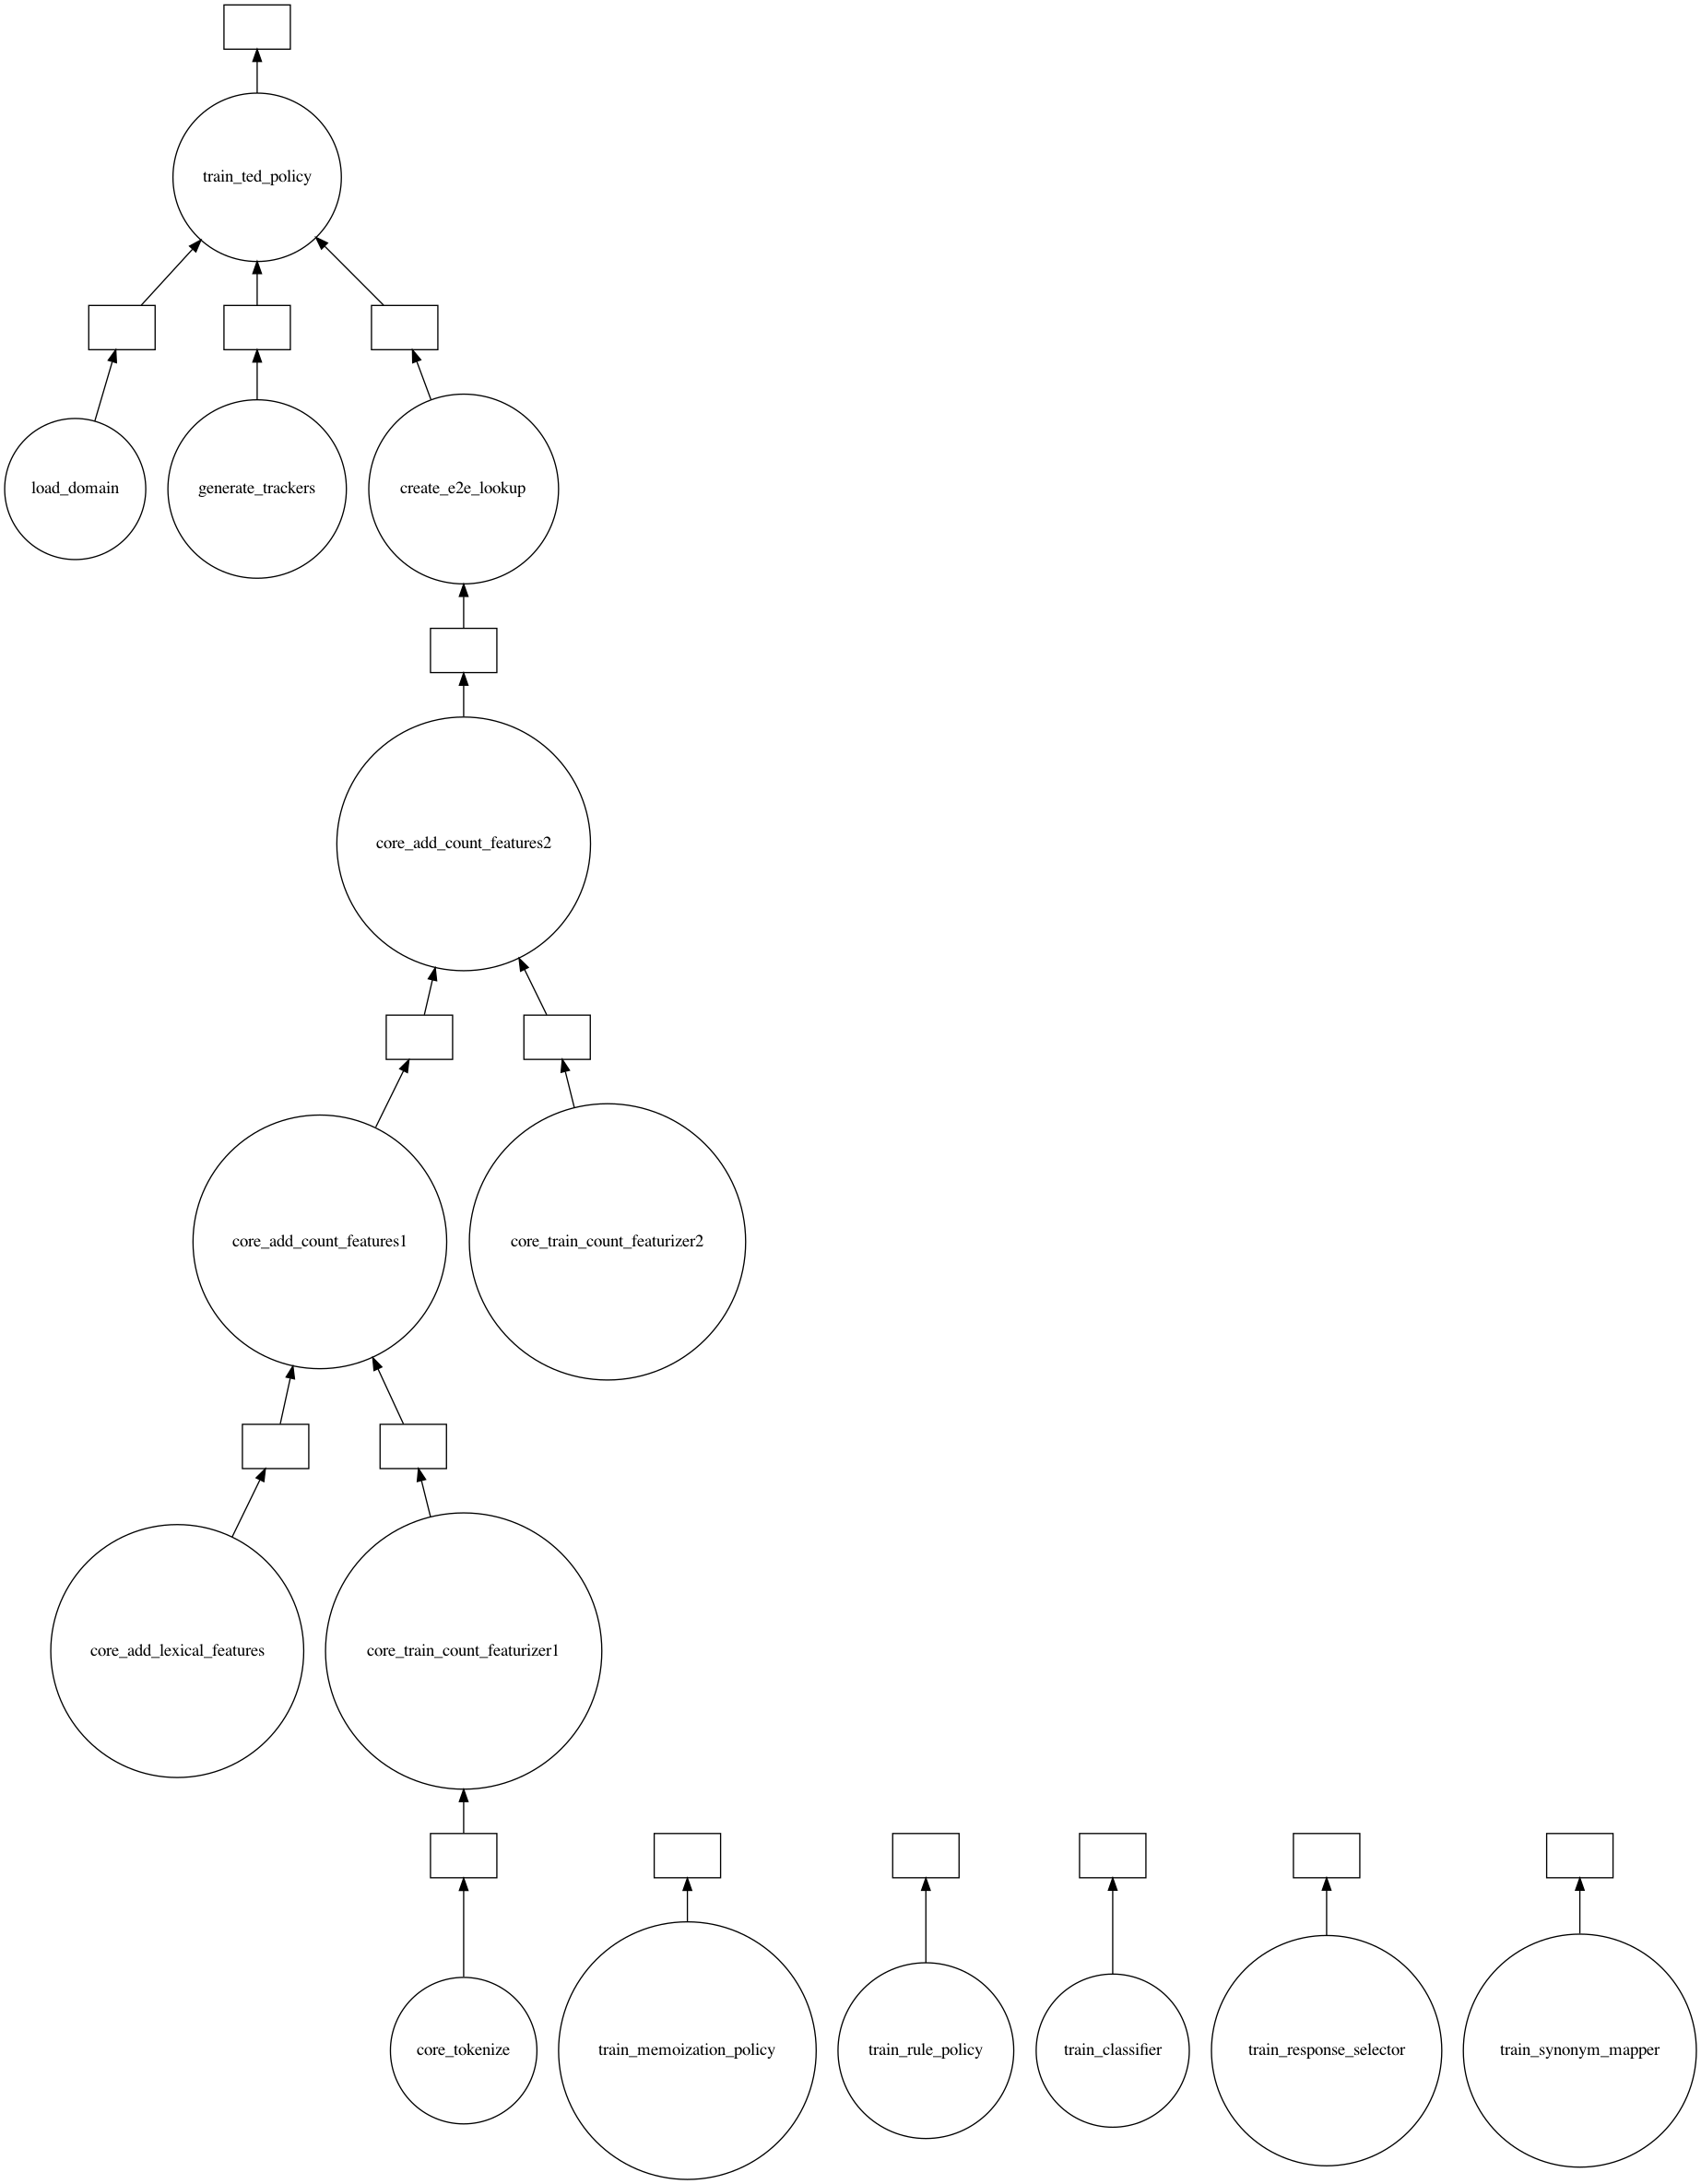 train_ted_policy
load_domain
generate_trackers
create_e2e_lookup
core_add_count_features2
core_add_count_features1
core_train_count_featurizer2
core_add_lexical_features
core_train_count_featurizer1
core_tokenize
train_memoization_policy
train_rule_policy
train_classifier
train_response_selector
train_synonym_mapper